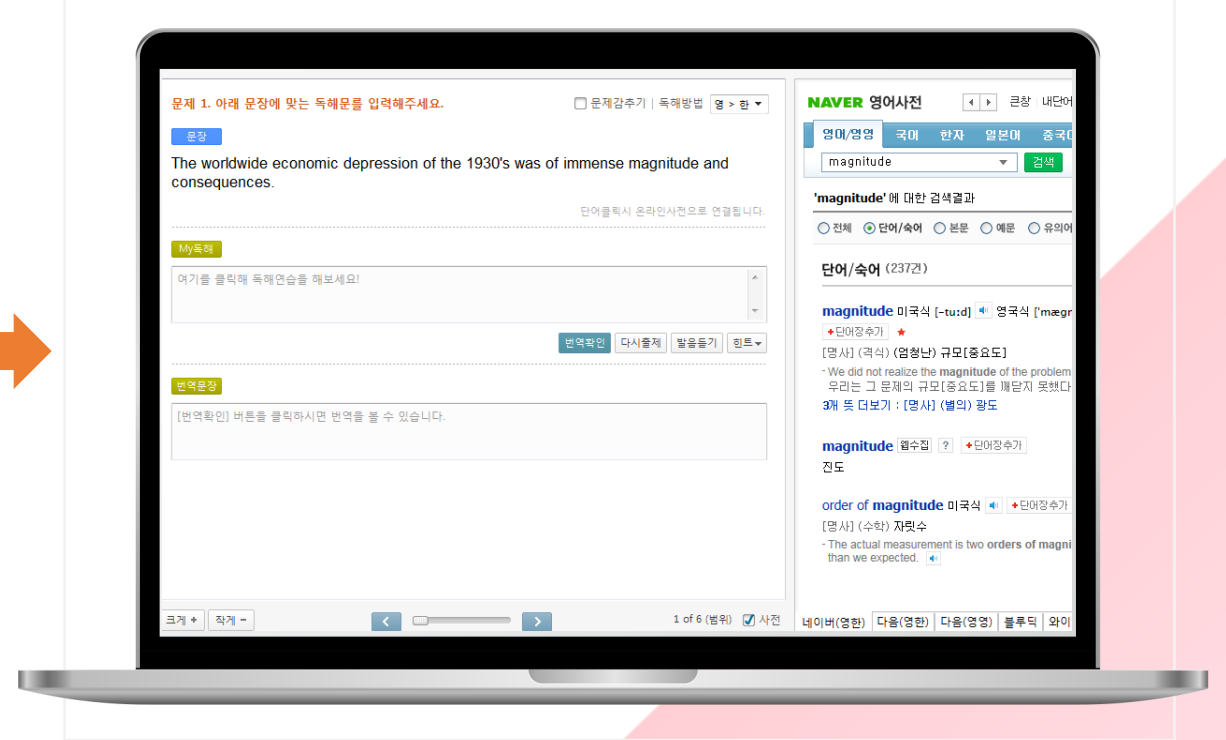 문제 1. 아래 문장에 맞는 독해문를 입력해주세요.
문제감추기 | 독해방법 영 > 한
문장
The worldwide economic depression of the 1930's was of immense magnitude and
consequences.
단어클릭시 온라인사전으로 연결됩니다.
My독해
여기를 클릭해 독해연습을 해보세요!
번역확인 다시출제 발음듣기 힌트
번역문장
[번역확인] 버튼을 클릭하시면 번역을 볼 수 있습니다.
크게 + 작게 -
1 of 6 (범위) 사전
NAVER 영어사전 큰창 내단어
영어/영영 국어 한자 일본어 중국
magnitude 검색
'magnitude' 에 대한 검색결과
전체 단어/숙어 본문 예문 유의어
단어/숙어 (237건)
magnitude 미국식 [-tu:d] 영국식 ['mægn
+단어장추가
[명사] (격식) (엄청난) 규모[중요도]
- We did not realize the magnitude of the problem
우리는 그 문제의 규모[중요도]를 깨닫지 못했다
3개 뜻 더보기 : [명사] (별의) 광도
magnitude 웹수집 ? +단어장추가
진도
order of magnitude 미국식 +단어장추가
[명사] (수학) 자릿수
- The actual measurement is two orders of magni
than we expected.
네이버(영한) 다음(영한) 다음(영영) 블루딕 와이